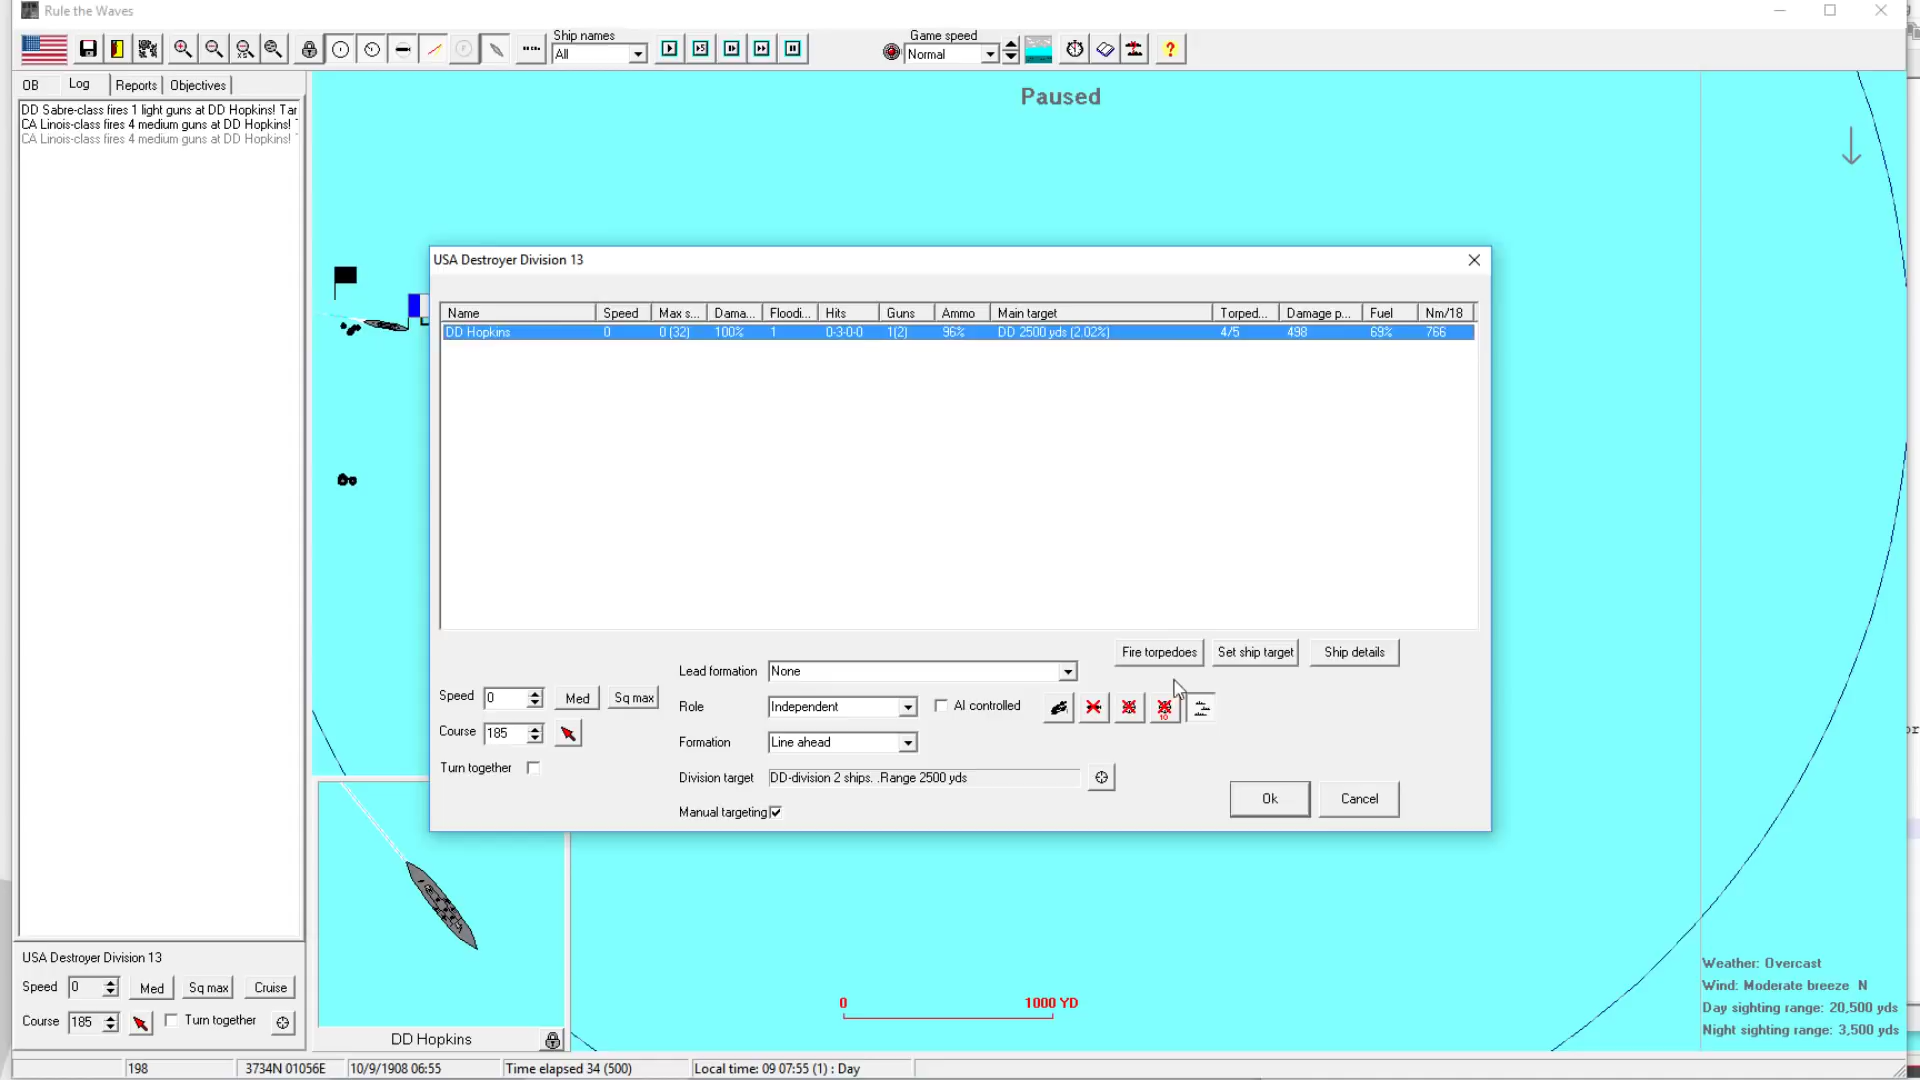 Rule the Waves
Ship names
All
Game speed
Normal
OB Log Reports Objectives
DD Sabre-class fires 1 light guns at DD Hopkins! Tar
CA Linois-class fires 4 medium guns at DD Hopkins!
CA Linois-class fires 4 medium guns at DD Hopkins!
Paused
USA Destroyer Division 13
Name Speed Max s... Dama... Floodi... Hits Guns Ammo Main target Torped... Damage p... Fuel Nm/18
DD Hopkins 0 0 (32) 100% 1 0-3-0-0 1(2) 96% DD 2500 yds (2.02%) 4/5 498 69% 766
Fire torpedoes Set ship target Ship details
Lead formation None
Speed 0 Med Sq max
Role Independent AI controlled
10
Course 185
Formation Line ahead
Turn together
Division target DD-division 2 ships. .Range 2500 yds
Manual targeting
Ok Cancel
USA Destroyer Division 13
Speed 0 Med Sq max Cruise
Course 185 Turn together
DD Hopkins
0 1000 YD
Weather: Overcast
Wind: Moderate breeze N
Day sighting range: 20,500 yds
Night sighting range: 3,500 yds
198 3734N 01056E 10/9/1908 06:55 Time elapsed 34 (500) Local time: 09 07:55 (1) : Day